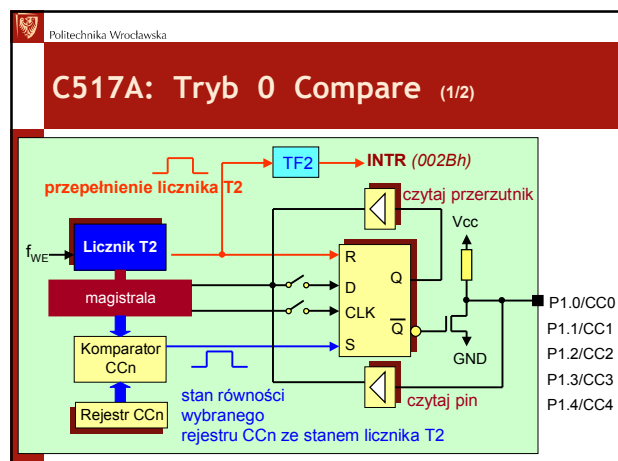 Politechnika Wrocławska
C517A: Tryb 0 Compare (1/2)
TF2
INTR (002Bh)
przepełnienie licznika T2
czytaj przerzutnik
Vcc
fWE
Licznik T2
R
Q
magistrala
D
CLK
Q
P1.0/CC0
P1.1/CC1
P1.2/CC2
P1.3/CC3
P1.4/CC4
Komparator
CCn
S
GND
Rejestr CCn
stan równości
wybranego
rejestru CCn ze stanem licznika T2
czytaj pin